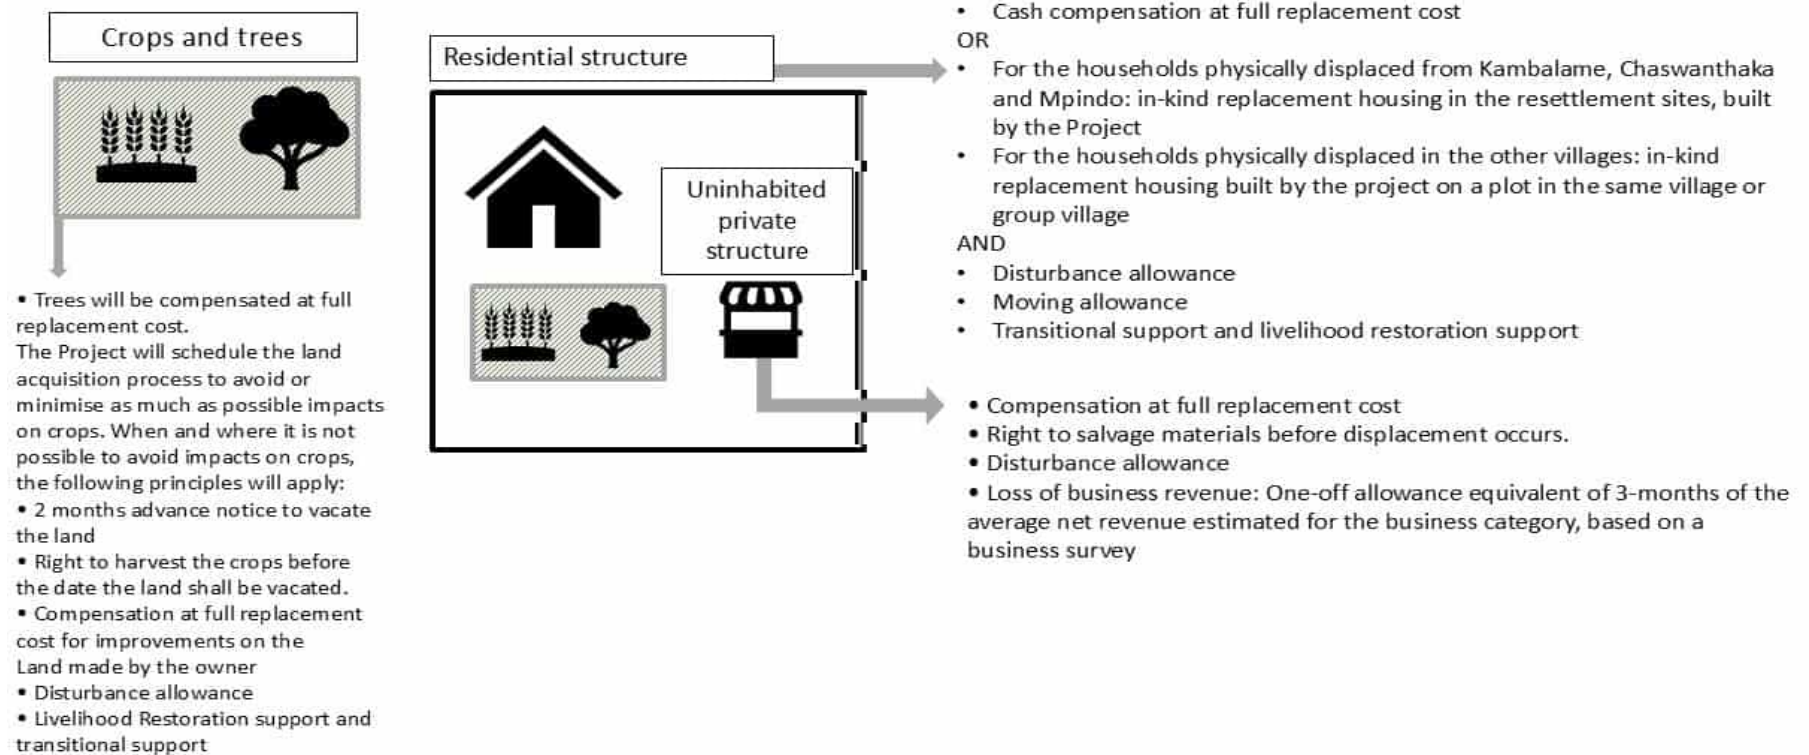 Crops and trees
• Trees will be compensated at full
replacement cost.
The Project will schedule the land
acquisition process to avoid or
minimise as much as possible impacts
on crops. When and where it is not
possible to avoid impacts on crops,
the following principles will apply:
• 2 months advance notice to vacate
the land
• Right to harvest the crops before
the date the land shall be vacated.
• Compensation at full replacement
cost for improvements on the
Land made by the owner
• Disturbance allowance
• Livelihood Restoration support and
transitional support
Residential structure
Uninhabited
private
structure
• Cash compensation at full replacement cost
OR
• For the households physically displaced from Kambalame, Chaswanthaka
and Mpindo: in-kind replacement housing in the resettlement sites, built
by the Project
• For the households physically displaced in the other villages: in-kind
replacement housing built by the project on a plot in the same village or
group village
AND
• Disturbance allowance
• Moving allowance
• Transitional support and livelihood restoration support
• Compensation at full replacement cost
• Right to salvage materials before displacement occurs.
• Disturbance allowance
• Loss of business revenue: One-off allowance equivalent of 3-months of the
average net revenue estimated for the business category, based on a
business survey